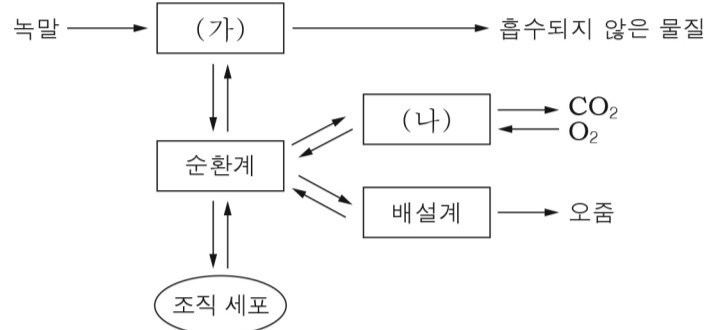 녹말
(가)
흡수되지 않은 물질
(나)
CO₂
O₂
순환계
배설계
오줌
조직 세포